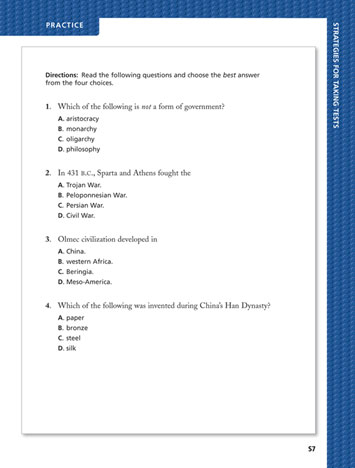 PRACTICE
STRATEGIES FOR TAKING TESTS
Directions: Read the following questions and choose the best answer
from the four choices.
1. Which of the following is not a form of government?
A. aristocracy
B. monarchy
C. oligarchy
D. philosophy
2. In 431 B.C., Sparta and Athens fought the
A. Trojan War.
B. Peloponnesian War.
C. Persian War.
D. Civil War.
3. Olmec civilization developed in
A. China.
B. western Africa.
C. Beringia.
D. Meso-America.
4. Which of the following was invented during China's Han Dynasty?
A. paper
B. bronze
C. steel
D. silk
S7